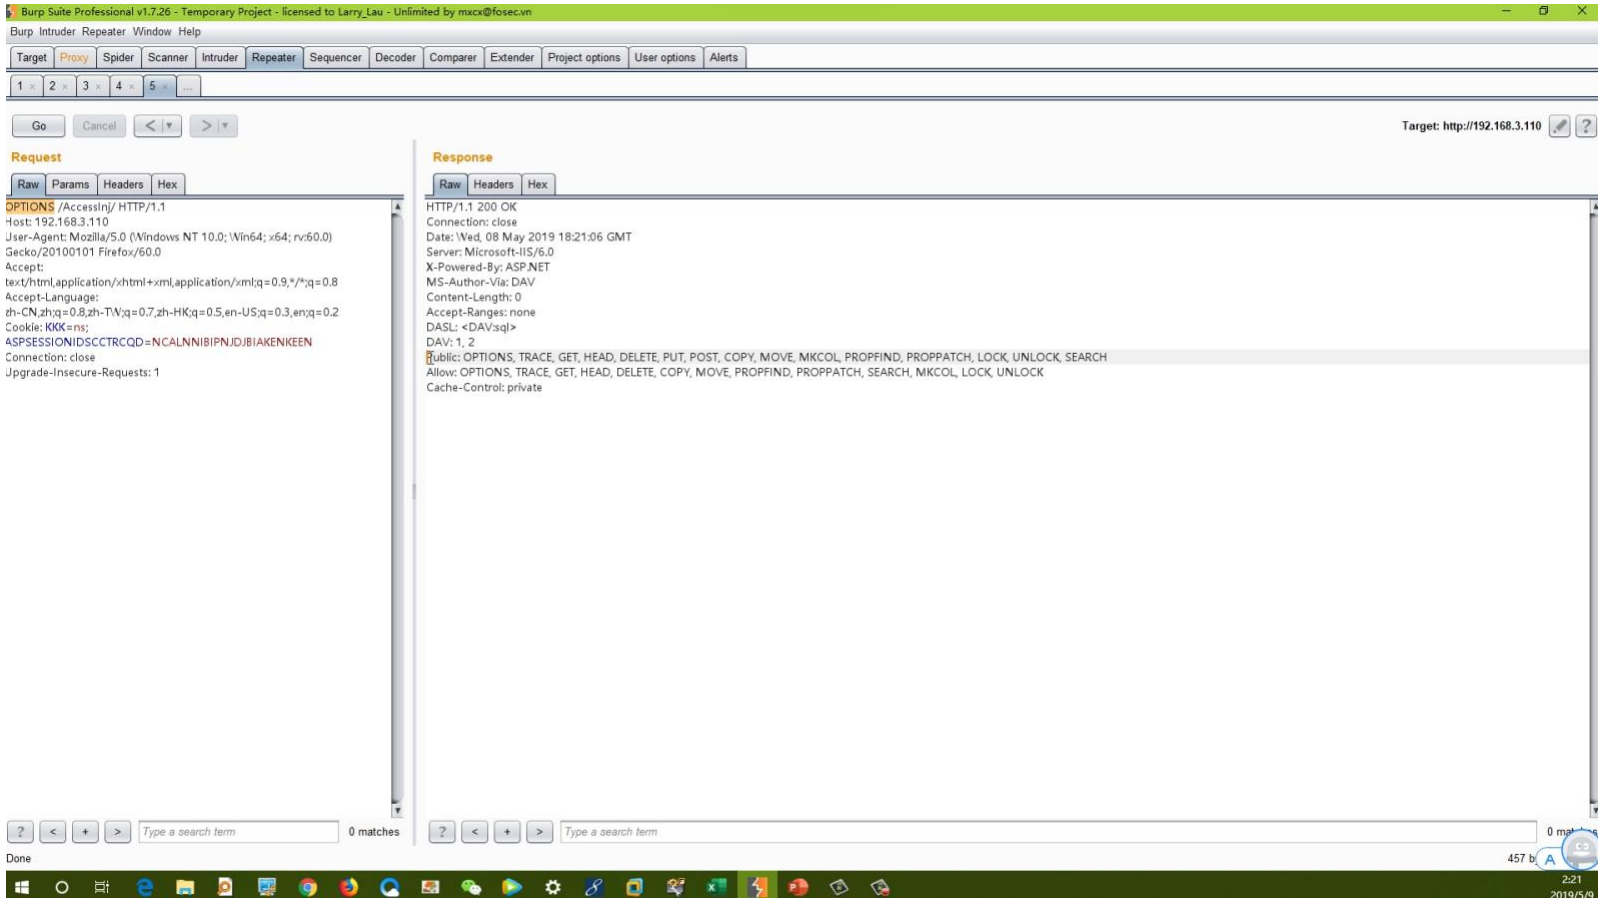 Burp Suite Professional v1.7.26 - Temporary Project - licensed to Larry_Lau - Unlimited by mxcx@fosec.vn
Burp Intruder Repeater Window Help
Target Proxy Spider Scanner Intruder Repeater Sequencer Decoder Comparer Extender Project options User options Alerts
1 × 2 × 3 × 4 × 5 × ...
Go Cancel < > Target: http://192.168.3.110 ?
Request
Raw Params Headers Hex
OPTIONS /AccessInj/ HTTP/1.1
Host: 192.168.3.110
User-Agent: Mozilla/5.0 (Windows NT 10.0; Win64; x64; rv:60.0)
Gecko/20100101 Firefox/60.0
Accept:
text/html,application/xhtml+xml,application/xml;q=0.9,*/*;q=0.8
Accept-Language:
zh-CN,zh;q=0.8,zh-TW;q=0.7,zh-HK;q=0.5,en-US;q=0.3,en;q=0.2
Cookie: KKK=ns;
ASPSESSIONIDSCCTRCQD=NCALNNIBIPNJDJBIAKENKEEN
Connection: close
Upgrade-Insecure-Requests: 1
? < + > Type a search term 0 matches
Response
Raw Headers Hex
HTTP/1.1 200 OK
Connection: close
Date: Wed, 08 May 2019 18:21:06 GMT
Server: Microsoft-IIS/6.0
X-Powered-By: ASP.NET
MS-Author-Via: DAV
Content-Length: 0
Accept-Ranges: none
DASL: <DAV:sql>
DAV: 1, 2
Public: OPTIONS, TRACE, GET, HEAD, DELETE, PUT, POST, COPY, MOVE, MKCOL, PROPFIND, PROPPATCH, LOCK, UNLOCK, SEARCH
Allow: OPTIONS, TRACE, GET, HEAD, DELETE, COPY, MOVE, PROPFIND, PROPPATCH, SEARCH, MKCOL, LOCK, UNLOCK
Cache-Control: private
? < + > Type a search term 0
Done 457 A
2:21
2019/5/9